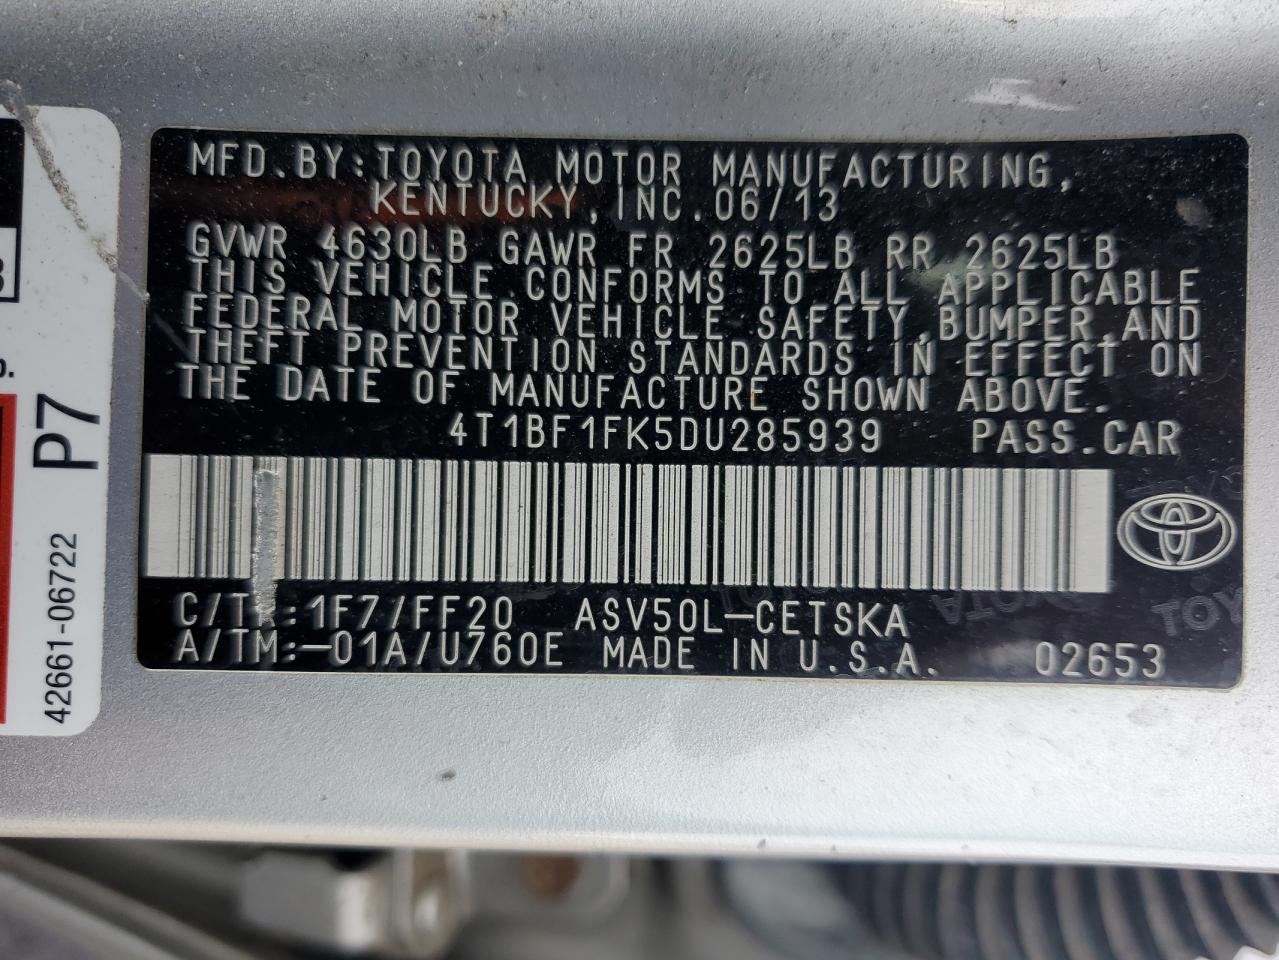 MFD.BY:TOYOTA MOTOR MANUFACTURING,
KENTUCKY,INC.06/13
GVWR 4630LB GAWR FR 2625LB RR 2625LB
THIS VEHICLE CONFORMS TO ALL APPLICABLE
FEDERAL MOTOR VEHICLE SAFETY,BUMPER,AND
THEFT PREVENTION STANDARDS IN EFFECT ON
THE DATE OF MANUFACTURE SHOWN ABOVE.
4T1BF1FK5DU285939 PASS.CAR
C/TR:1F7/FF20 ASV50L-CETSKA
A/TM:-01A/U760E MADE IN U.S.A. 02653
P7
42661-06722
TOYOTA